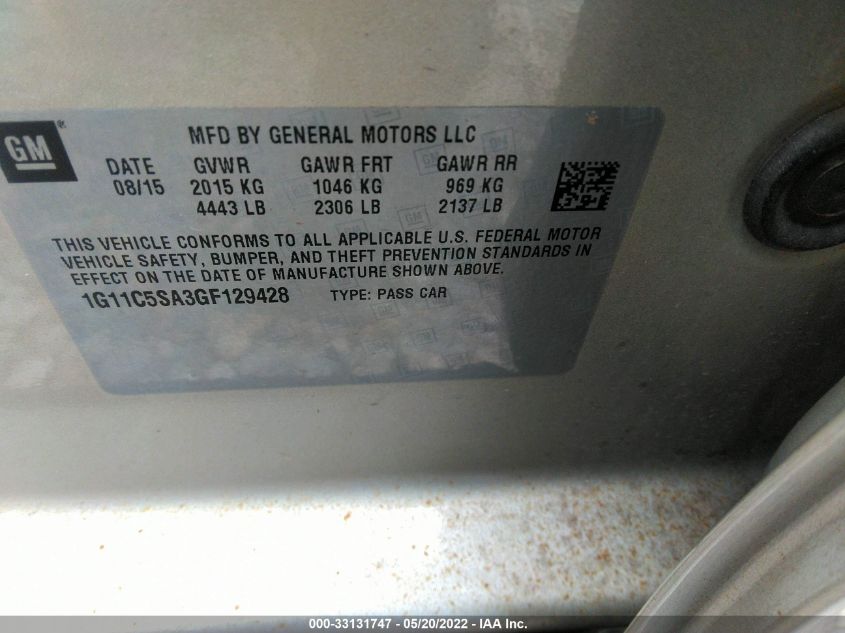 GM
MFD BY GENERAL MOTORS LLC
DATE GVWR GAWR FRT GAWR RR
08/15 2015 KG 1046 KG 969 KG
4443 LB 2306 LB 2137 LB
THIS VEHICLE CONFORMS TO ALL APPLICABLE U.S. FEDERAL MOTOR
VEHICLE SAFETY, BUMPER, AND THEFT PREVENTION STANDARDS IN
EFFECT ON THE DATE OF MANUFACTURE SHOWN ABOVE.
1G11C5SA3GF129428 TYPE: PASS CAR
000-33131747 - 05/20/2022 - IAA Inc.